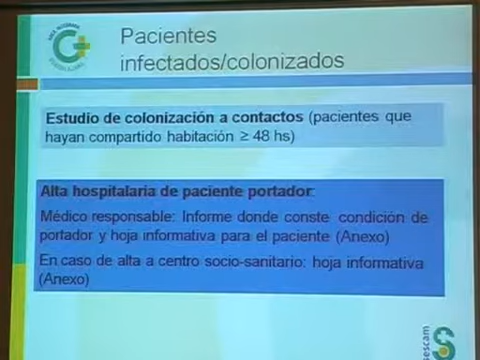 Pacientes
infectados/colonizados
Estudio de colonización a contactos (pacientes que
hayan compartido habitación ≥ 48 hs)
Alta hospitalaria de paciente portador:
Médico responsable: Informe donde conste condición de
portador y hoja informativa para el paciente (Anexo)
En caso de alta a centro socio-sanitario: hoja informativa
(Anexo)
sescam